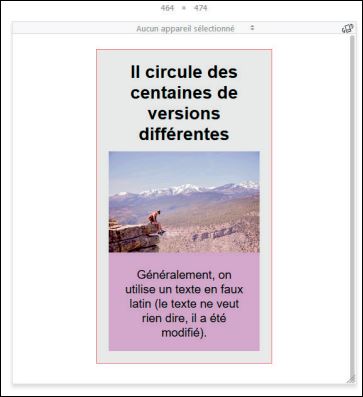 464 × 474
Aucun appareil sélectionné
Il circule des
centaines de
versions
différentes
Généralement, on
utilise un texte en faux
latin (le texte ne veut
rien dire, il a été
modifié).